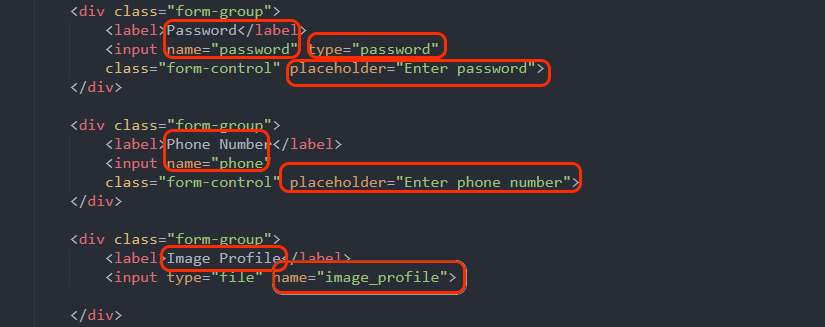 <div class="form-group">
<label>Password</label>
<input name="password" type="password"
class="form-control" placeholder="Enter password">
</div>
<div class="form-group">
<label>Phone Number</label>
<input name="phone"
class="form-control" placeholder="Enter phone number">
</div>
<div class="form-group">
<label>Image Profile</label>
<input type="file" name="image_profile">
</div>